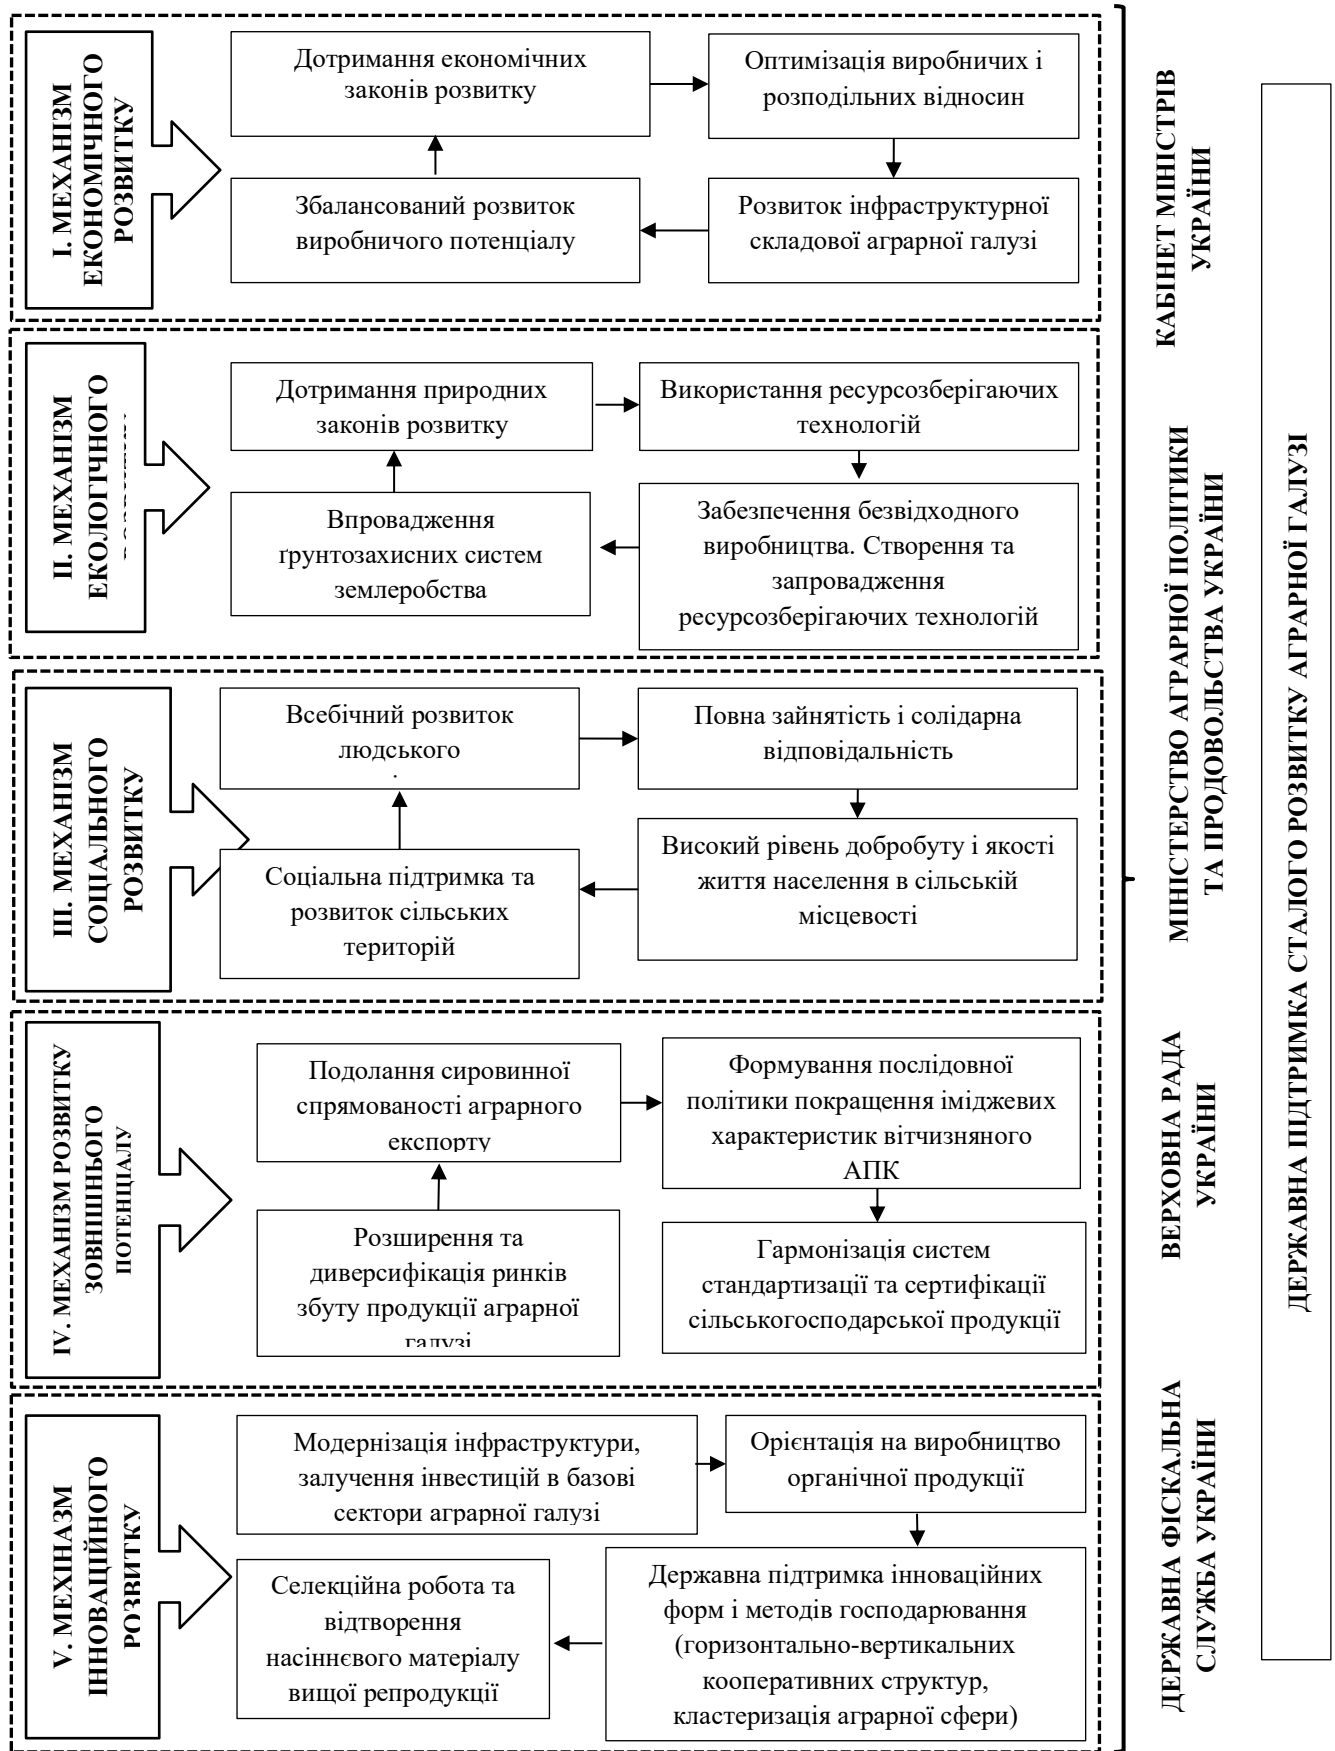 І. МЕХАНІЗМ
ЕКОНОМІЧНОГО
РОЗВИТКУ
Дотримання економічних
законів розвитку
Оптимізація виробничих і
розподільних відносин
Збалансований розвиток
виробничого потенціалу
Розвиток інфраструктурної
складової аграрної галузі
ІІ. МЕХАНІЗМ
ЕКОЛОГІЧНОГО
Дотримання природних
законів розвитку
Використання ресурсозберігаючих
технологій
Впровадження
ґрунтозахисних систем
землеробства
Забезпечення безвідходного
виробництва. Створення та
запровадження
ресурсозберігаючих технологій
ІІІ. МЕХАНІЗМ
СОЦІАЛЬНОГО
РОЗВИТКУ
Всебічний розвиток
людського
Повна зайнятість і солідарна
відповідальність
Соціальна підтримка та
розвиток сільських
територій
Високий рівень добробуту і якості
життя населення в сільській
місцевості
IV. МЕХАНІЗМ РОЗВИТКУ
ЗОВНІШНЬОГО
ПОТЕНЦІАЛУ
Подолання сировинної
спрямованості аграрного
експорту
Формування послідовної
політики покращення іміджевих
характеристик вітчизняного
АПК
Розширення та
диверсифікація ринків
збуту продукції аграрної
галузі
Гармонізація систем
стандартизації та сертифікації
сільськогосподарської продукції
V. МЕХІНАЗМ
ІННОВАЦІЙНОГО
РОЗВИТКУ
Модернізація інфраструктури,
залучення інвестицій в базові
сектори аграрної галузі
Орієнтація на виробництво
органічної продукції
Селекційна робота та
відтворення
насіннєвого матеріалу
вищої репродукції
Державна підтримка інноваційних
форм і методів господарювання
(горизонтально-вертикальних
кооперативних структур,
кластеризація аграрної сфери)
КАБІНЕТ МІНІСТРІВ
УКРАЇНИ
МІНІСТЕРСТВО АГРАРНОЇ ПОЛІТИКИ
ТА ПРОДОВОЛЬСТВА УКРАЇНИ
ВЕРХОВНА РАДА
УКРАЇНИ
ДЕРЖАВНА ФІСКАЛЬНА
СЛУЖБА УКРАЇНИ
ДЕРЖАВНА ПІДТРИМКА СТАЛОГО РОЗВИТКУ АГРАРНОЇ ГАЛУЗІ